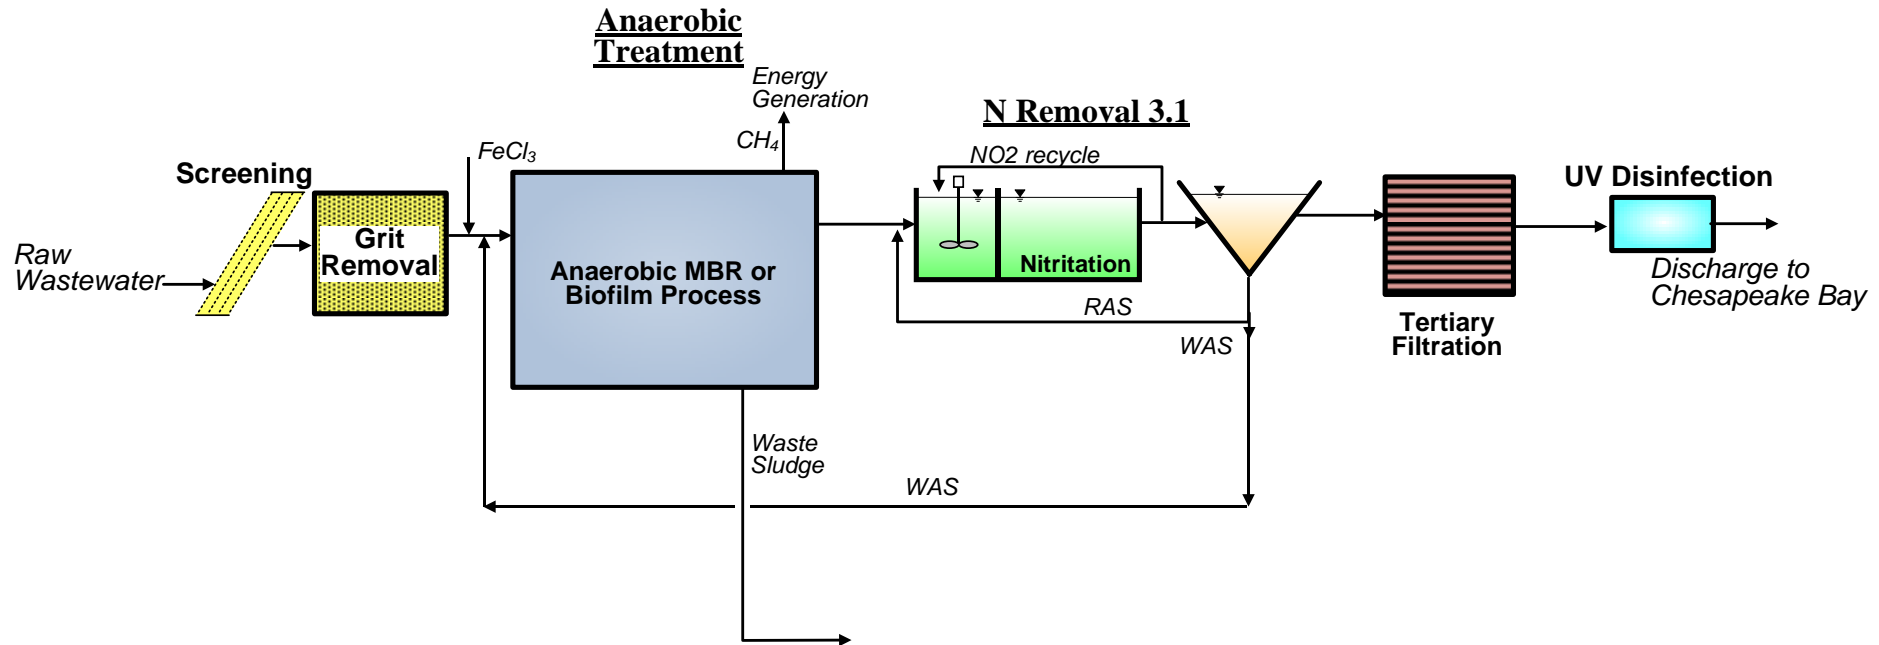 Anaerobic
Treatment
Energy
Generation
CH₄
N Removal 3.1
NO2 recycle
FeCl₃
Screening
Grit
Removal
Raw
Wastewater
Anaerobic MBR or
Biofilm Process
Nitritation
RAS
WAS
UV Disinfection
Discharge to
Chesapeake Bay
Tertiary
Filtration
Waste
Sludge
WAS